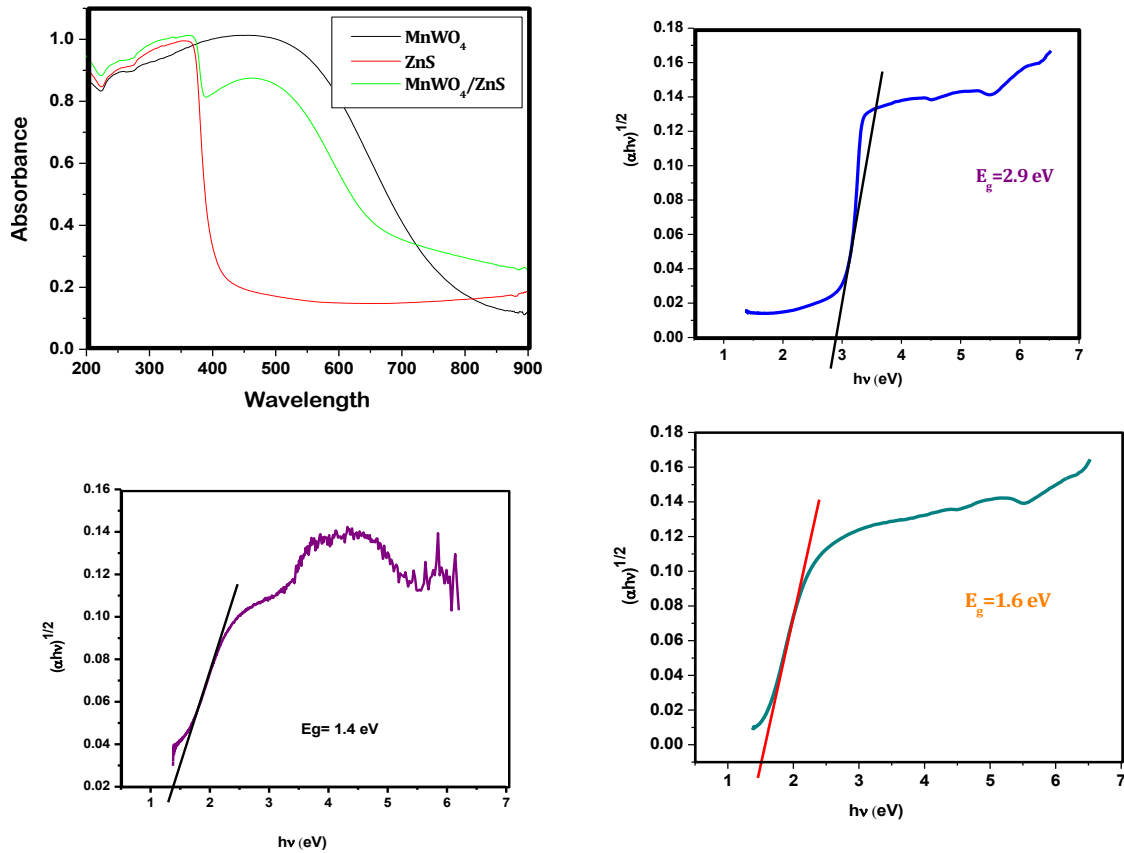 MnWO₄
ZnS
MnWO₄/ZnS
1.0
0.8
0.6
0.4
0.2
0.0
Absorbance
200 300 400 500 600 700 800 900
Wavelength
0.18
0.16
0.14
0.12
0.10
0.08
0.06
0.04
0.02
0.00
(αhν)^1/2
E_g=2.9 eV
1 2 3 4 5 6 7
hν (eV)
0.16
0.14
0.12
0.10
0.08
0.06
0.04
0.02
(αhν)^1/2
Eg= 1.4 eV
1 2 3 4 5 6 7
hν (eV)
0.18
0.16
0.14
0.12
0.10
0.08
0.06
0.04
0.02
0.00
(αhν)^1/2
E_g=1.6 eV
1 2 3 4 5 6 7
hν (eV)